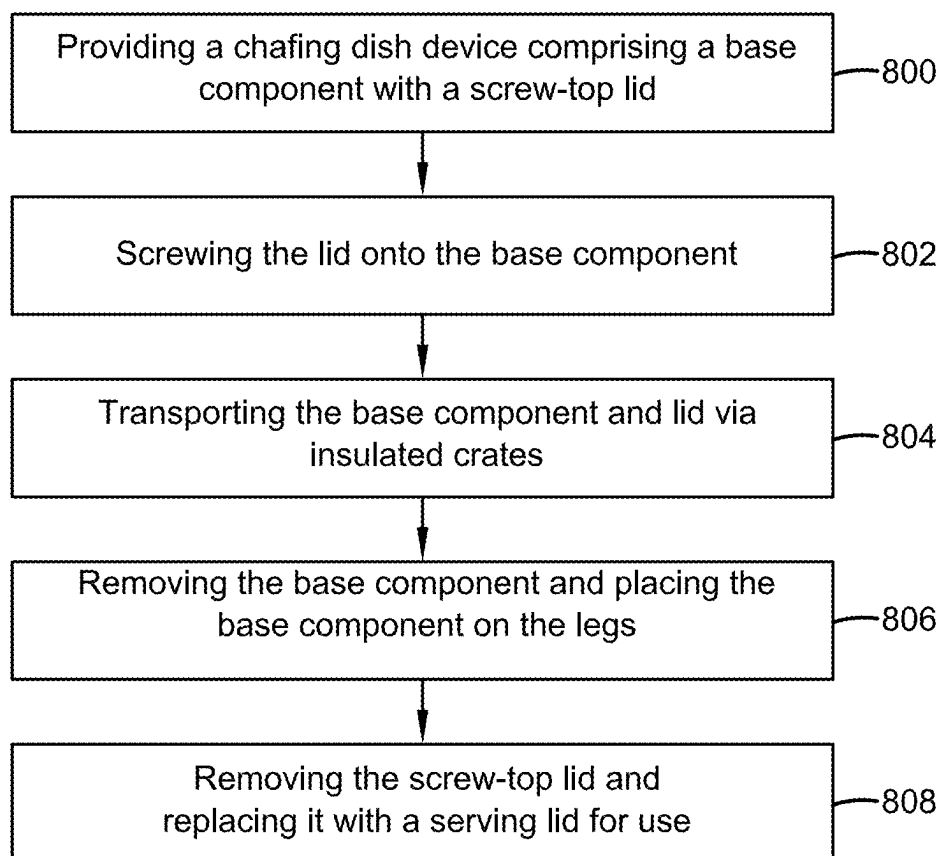 Providing a chafing dish device comprising a base
component with a screw-top lid
800
Screwing the lid onto the base component
802
Transporting the base component and lid via
insulated crates
804
Removing the base component and placing the
base component on the legs
806
Removing the screw-top lid and
replacing it with a serving lid for use
808